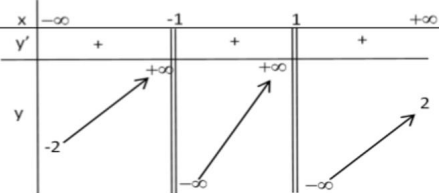 x −∞ -1 1 +∞
y' + + +
+∞ +∞
y -2 2
−∞ −∞